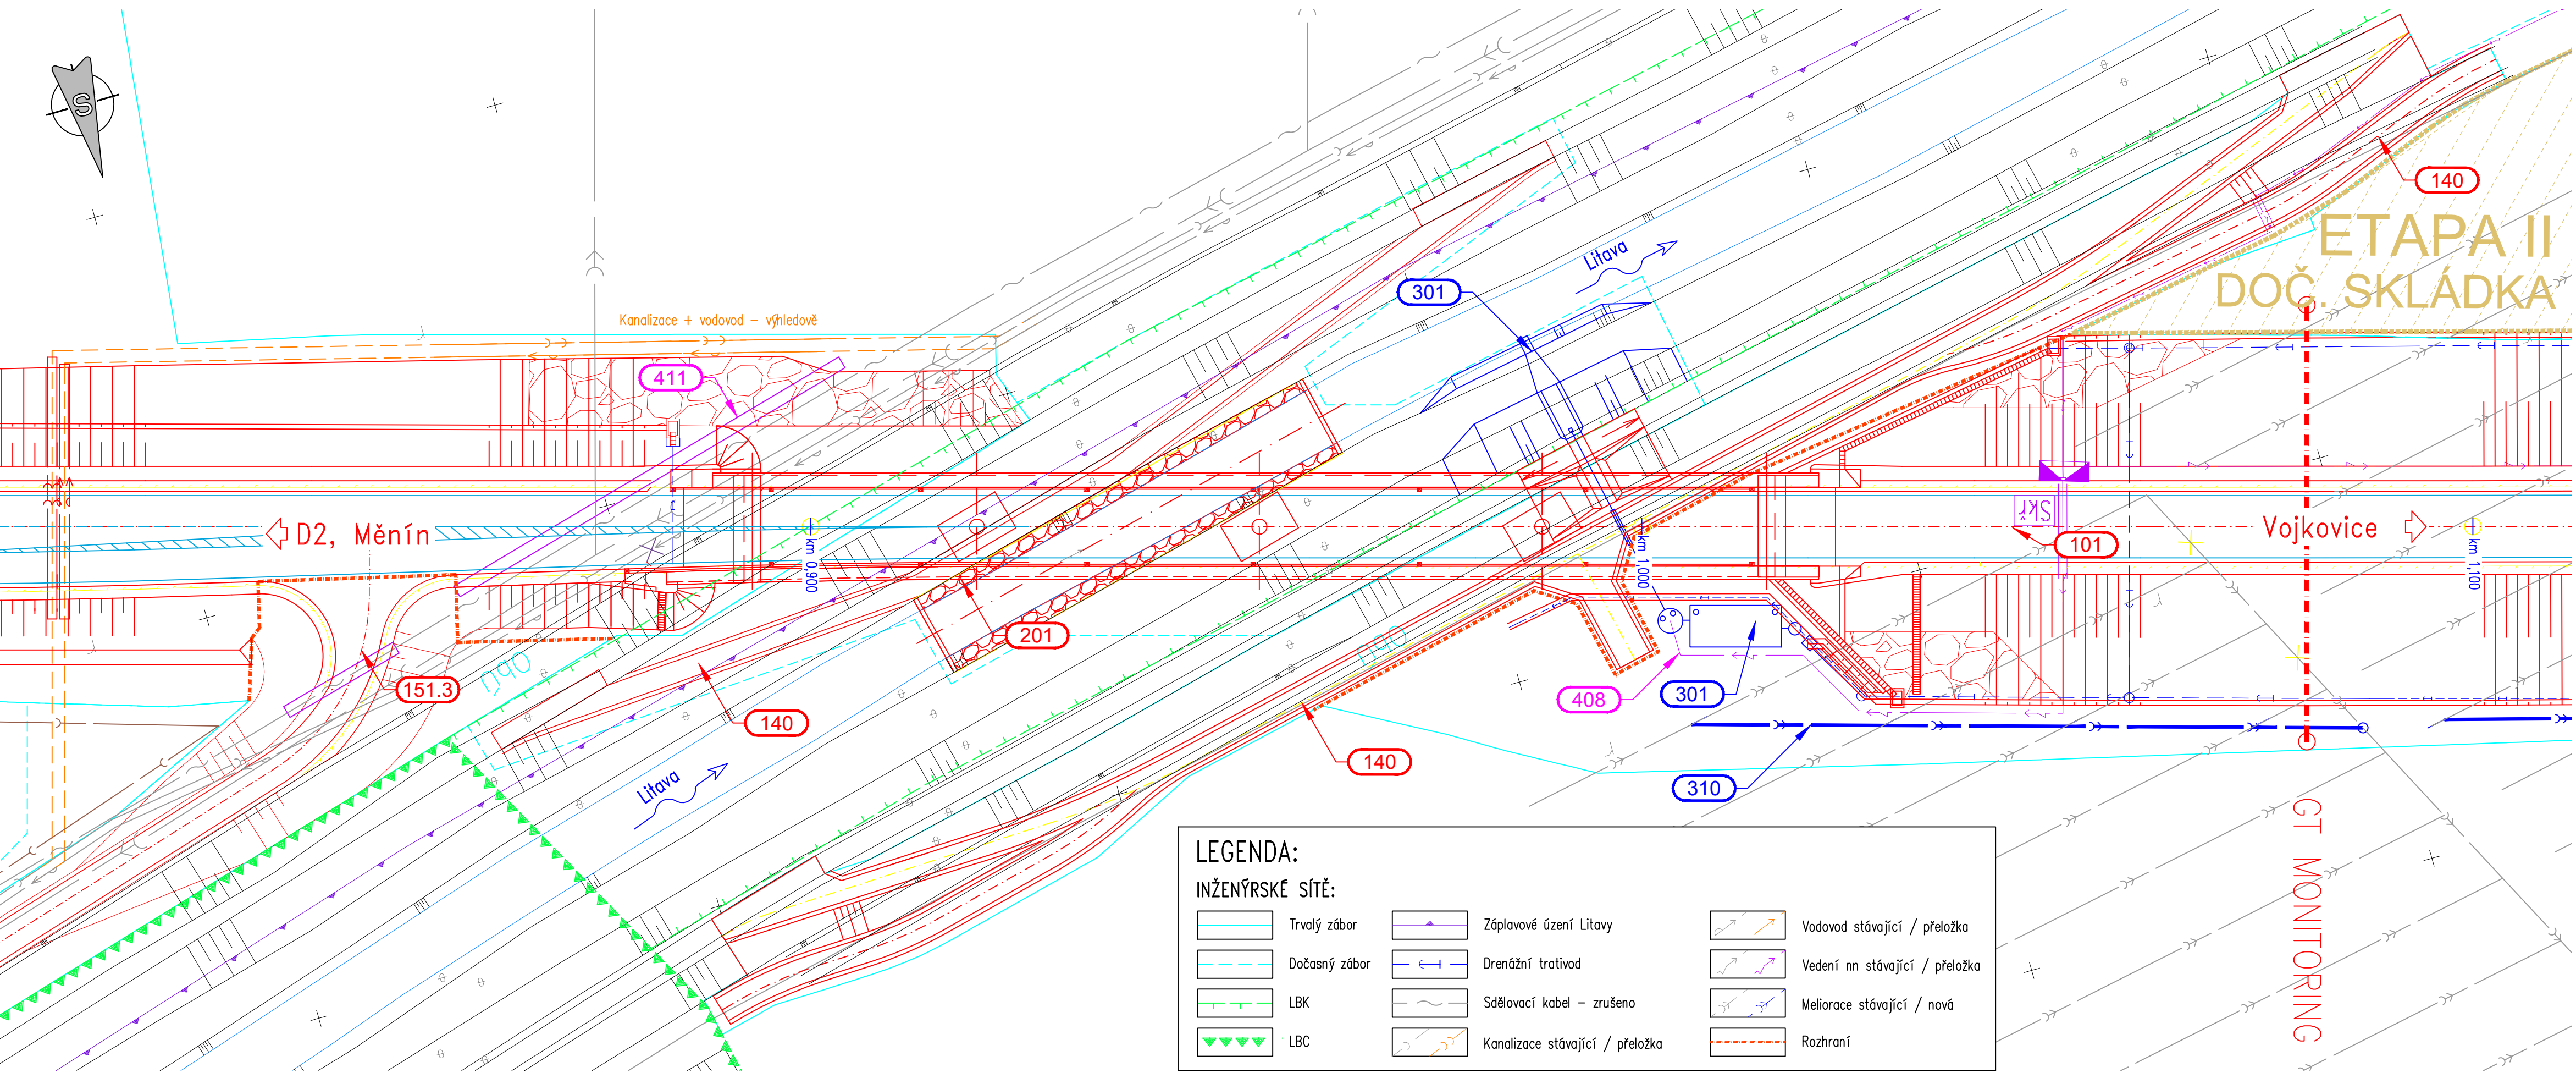 S
140
ETAPA II
DOČ. SKLÁDKA
Litava
301
Kanalizace + vodovod – výhledově
411
SKŘ
D2, Měnín
km 0,900
km 1,000
101
Vojkovice
km 1,100
201
151.3
140
408
301
140
310
Litava
GT MONITORING
LEGENDA:
INŽENÝRSKÉ SÍTĚ:
Trvalý zábor
Dočasný zábor
LBK
LBC
Záplavové úzení Litavy
Drenážní trativod
Sdělovací kabel – zrušeno
Kanalizace stávající / přeložka
Vodovod stávající / přeložka
Vedení nn stávající / přeložka
Meliorace stávající / nová
Rozhraní